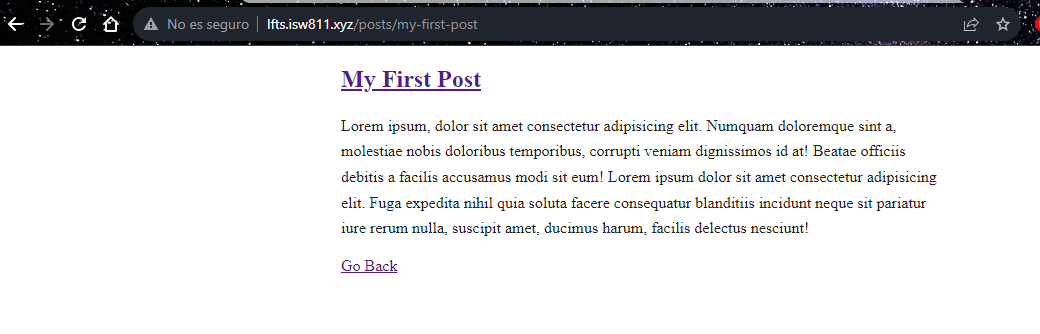 No es seguro | lfts.isw811.xyz/posts/my-first-post
My First Post
Lorem ipsum, dolor sit amet consectetur adipisicing elit. Numquam doloremque sint a,
molestiae nobis doloribus temporibus, corrupti veniam dignissimos id at! Beatae officiis
debitis a facilis accusamus modi sit eum! Lorem ipsum dolor sit amet consectetur adipisicing
elit. Fuga expedita nihil quia soluta facere consequatur blanditiis incidunt neque sit pariatur
iure rerum nulla, suscipit amet, ducimus harum, facilis delectus nesciunt!
Go Back